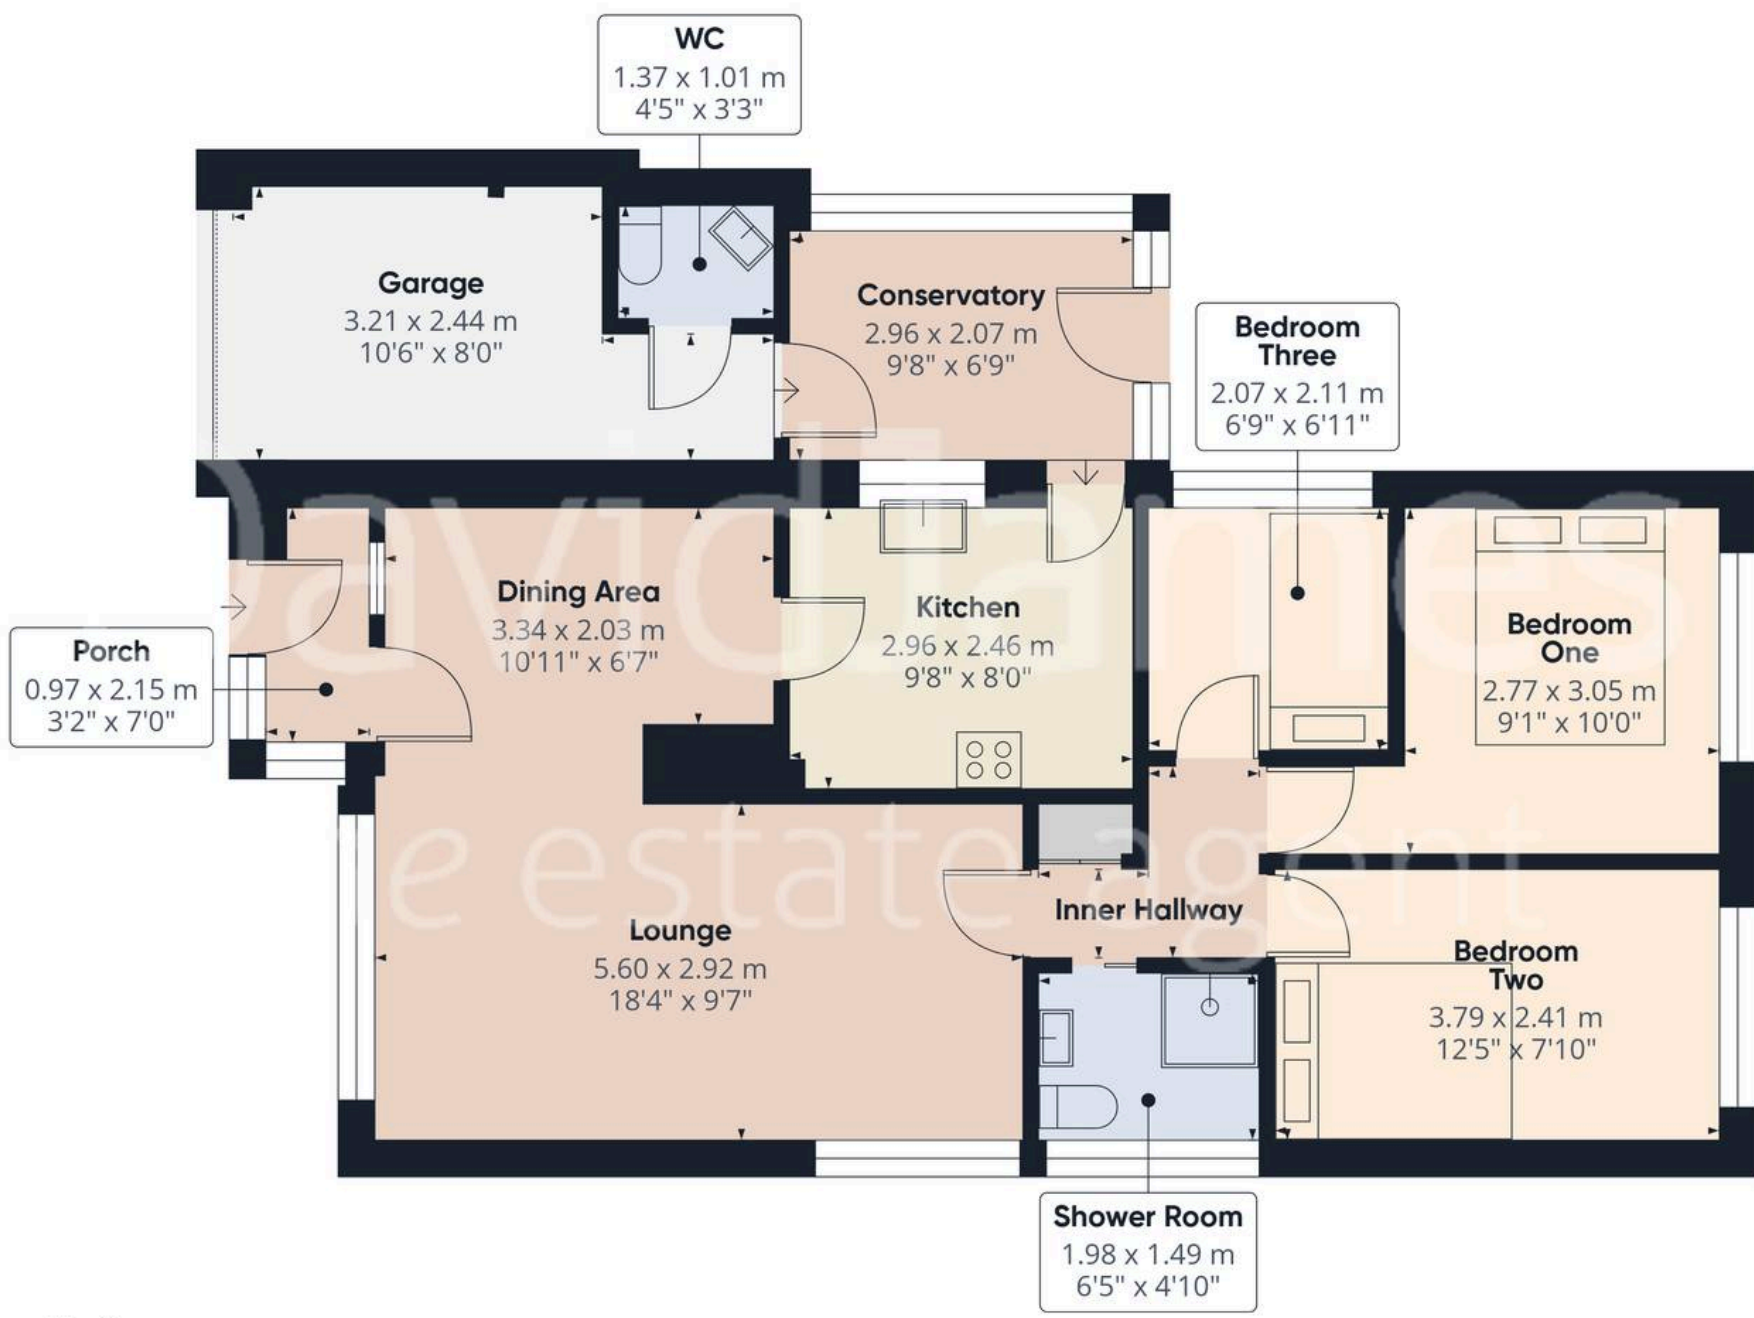 WC
1.37 x 1.01 m
4'5" x 3'3"
Garage
3.21 x 2.44 m
10'6" x 8'0"
Conservatory
2.96 x 2.07 m
9'8" x 6'9"
Bedroom
Three
2.07 x 2.11 m
6'9" x 6'11"
Dining Area
3.34 x 2.03 m
10'11" x 6'7"
Kitchen
2.96 x 2.46 m
9'8" x 8'0"
Bedroom
One
2.77 x 3.05 m
9'1" x 10'0"
Porch
0.97 x 2.15 m
3'2" x 7'0"
DavidJames
e estate agent
Inner Hallway
Lounge
5.60 x 2.92 m
18'4" x 9'7"
Bedroom
Two
3.79 x 2.41 m
12'5" x 7'10"
Shower Room
1.98 x 1.49 m
6'5" x 4'10"